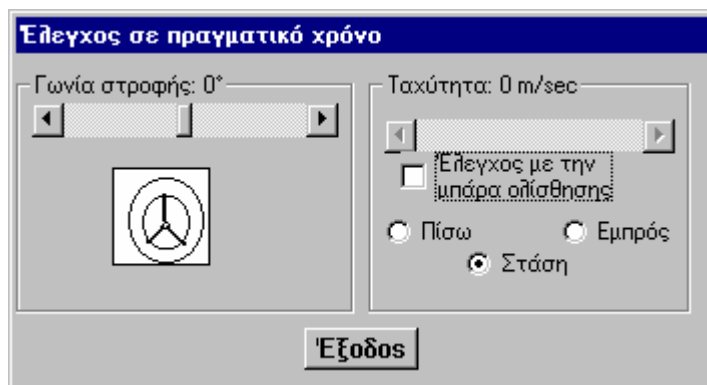 Έλεγχος σε πραγματικό χρόνο
Γωνία στροφής: 0°
Ταχύτητα: 0 m/sec
Έλεγχος με την
μπάρα ολίσθησης
Πίσω
Εμπρός
Στάση
Έξοδος